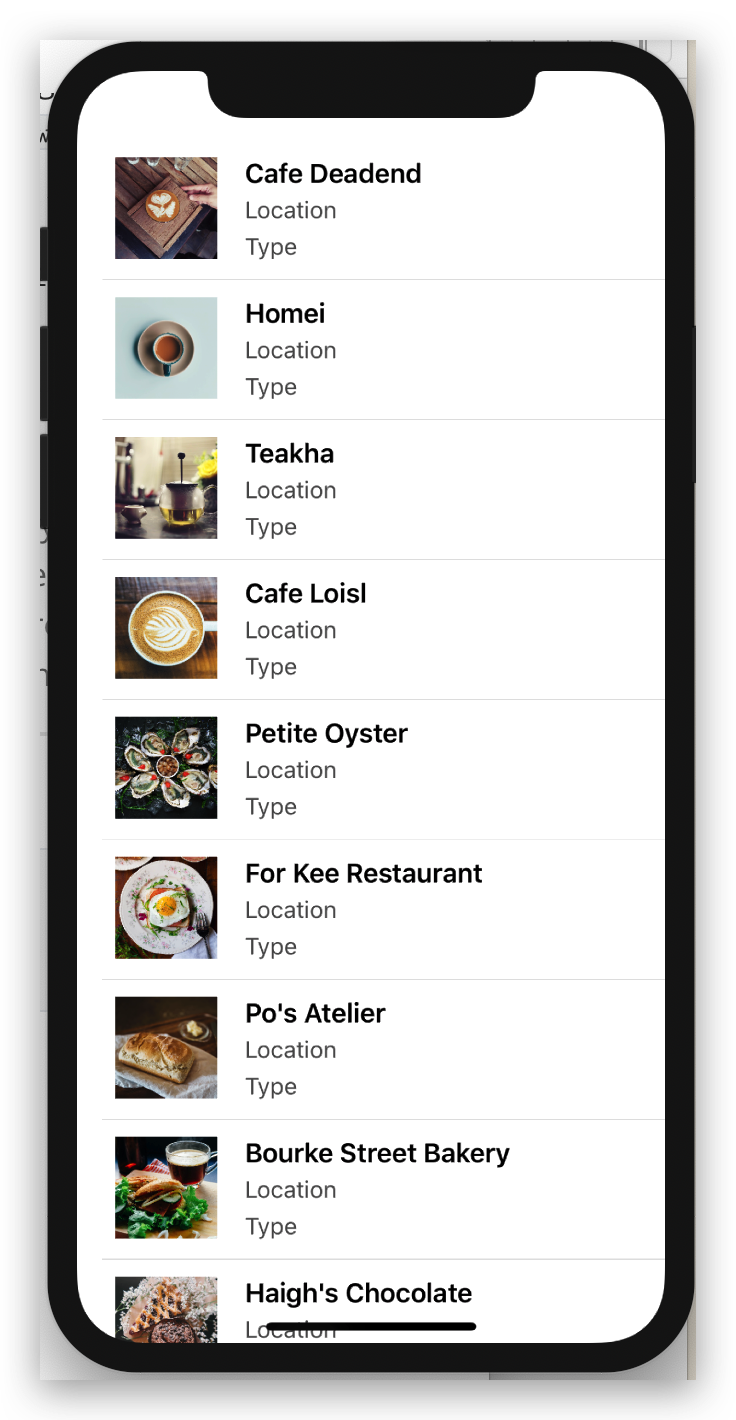 Cafe Deadend
Location
Type
Homei
Location
Type
Teakha
Location
Type
Cafe Loisl
Location
Type
Petite Oyster
Location
Type
For Kee Restaurant
Location
Type
Po's Atelier
Location
Type
Bourke Street Bakery
Location
Type
Haigh's Chocolate
Location